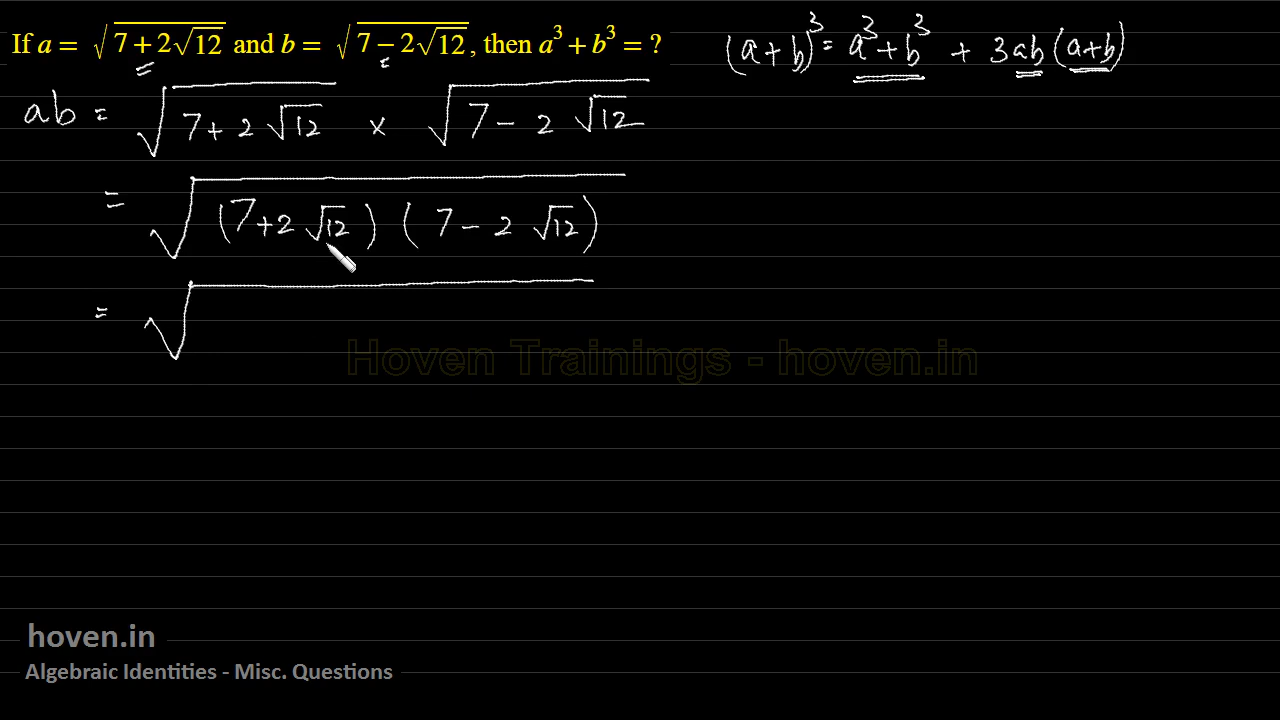 If a = √(7 + 2√12) and b = √(7 − 2√12), then a³ + b³ = ?
(a + b)³ = a³ + b³ + 3ab(a+b)
ab = √(7 + 2√12) × √(7 − 2√12)
= √((7 + 2√12)(7 − 2√12))
= √
Hoven Trainings - hoven.in
hoven.in
Algebraic Identities - Misc. Questions